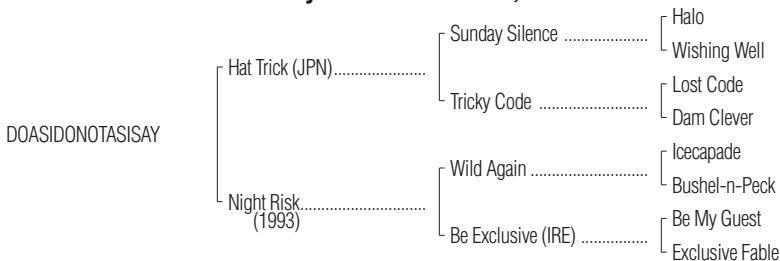 Halo
Sunday Silence ....................
Wishing Well
Hat Trick (JPN)......................
Lost Code
Tricky Code ..........................
Dam Clever
DOASIDONOTASISAY
Icecapade
Wild Again ............................
Bushel-n-Peck
Night Risk..............................
(1993)
Be My Guest
Be Exclusive (IRE) ................
Exclusive Fable